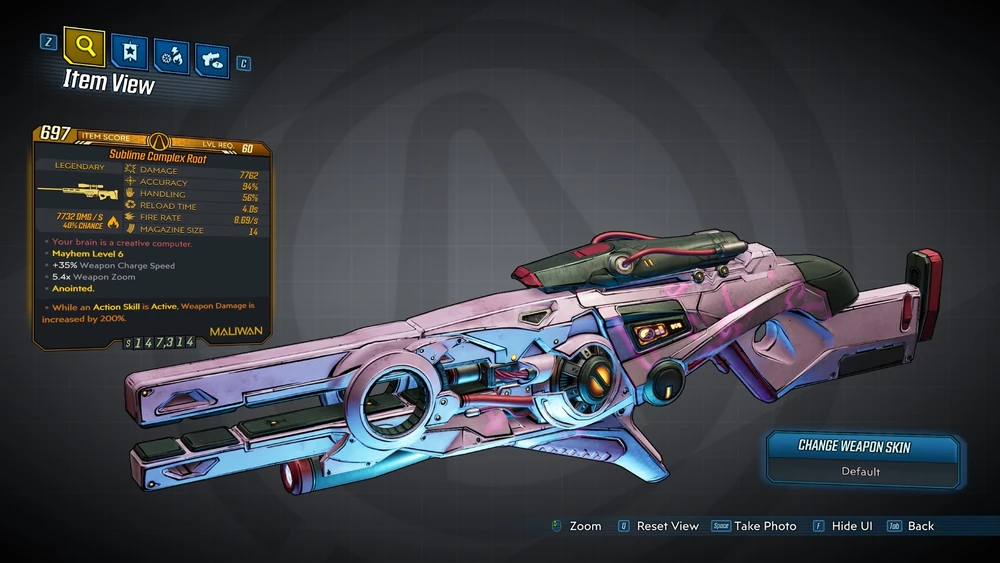 Z
C
Item View
697 ITEM SCORE LVL REQ. 60
Sublime Complex Root
LEGENDARY
DAMAGE 7762
ACCURACY 94%
HANDLING 56%
RELOAD TIME 4.0s
FIRE RATE 8.69/s
MAGAZINE SIZE 14
7732 DMG / S
40% CHANCE
• Your brain is a creative computer.
• Mayhem Level 6
• +35% Weapon Charge Speed
• 5.4x Weapon Zoom
• Anointed.
• While an Action Skill is Active, Weapon Damage is
increased by 200%.
MALIWAN
$ 147,314
CHANGE WEAPON SKIN
Default
Zoom Q Reset View Space Take Photo F Hide UI Tab Back